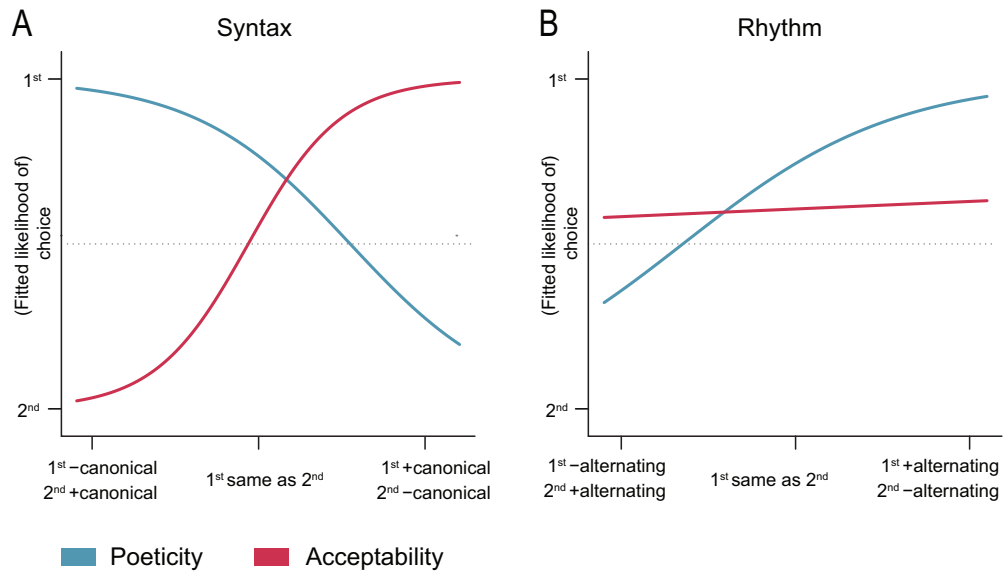 A
Syntax
1st
(Fitted likelihood of)
choice
2nd
1st −canonical
2nd +canonical
1st same as 2nd
1st +canonical
2nd −canonical
B
Rhythm
1st
(Fitted likelihood of)
choice
2nd
1st −alternating
2nd +alternating
1st same as 2nd
1st +alternating
2nd −alternating
Poeticity
Acceptability